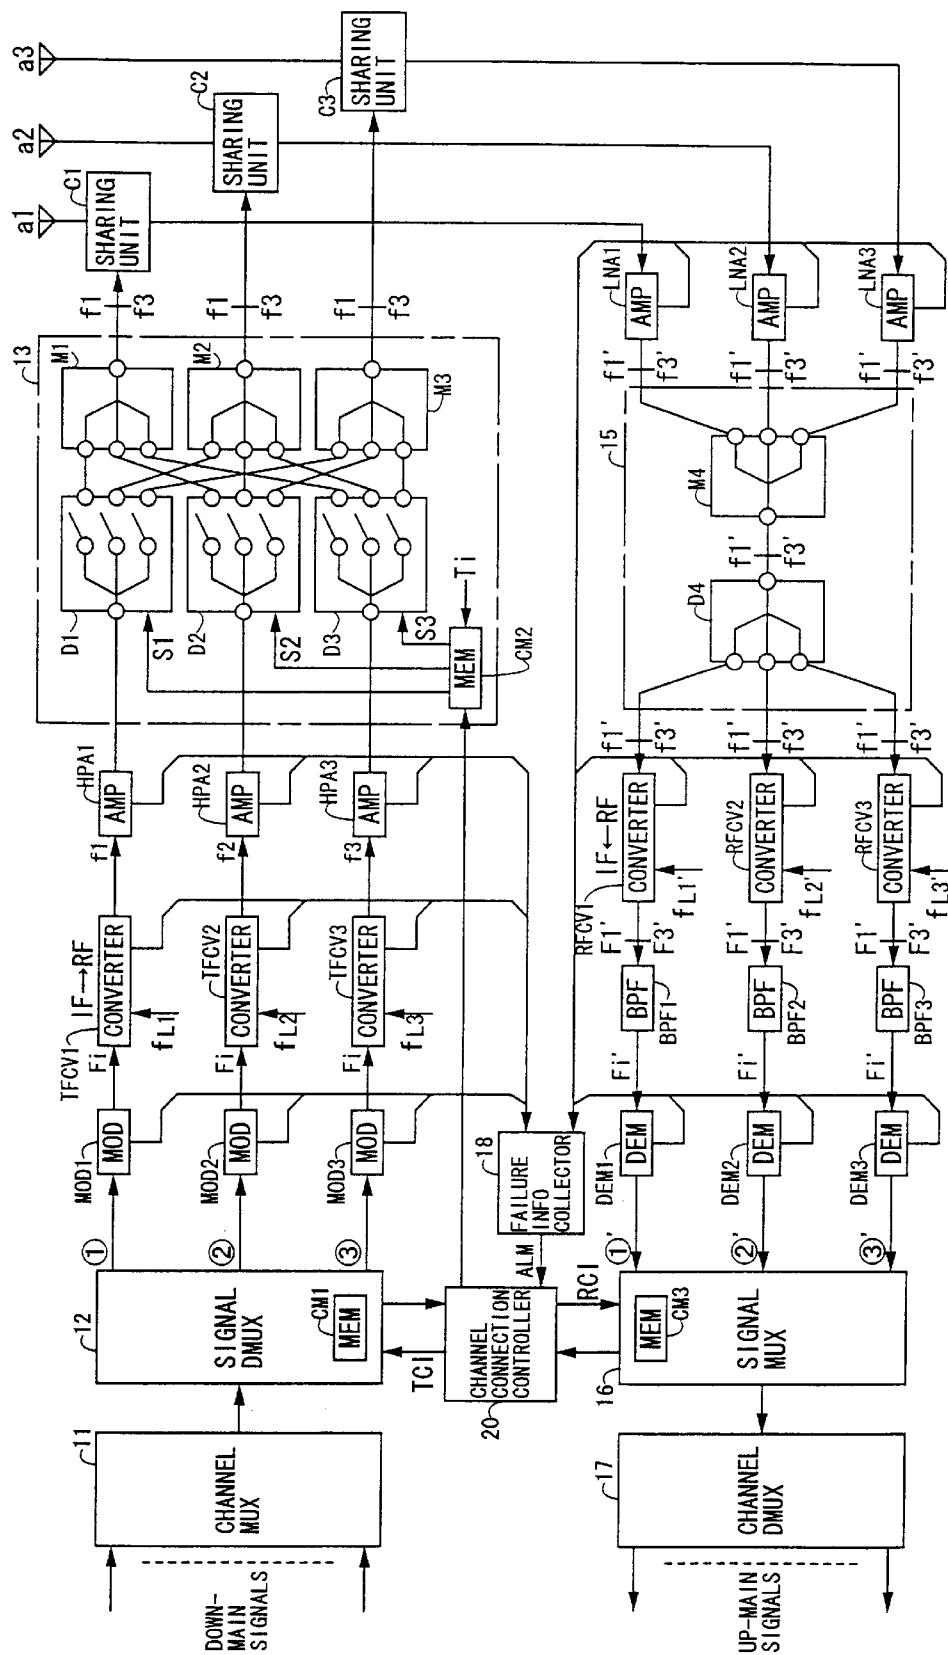 DOWN-
MAIN
SIGNALS
11
CHANNEL
MUX
12
SIGNAL
DMUX
CM1
MEM
①
②
③
MOD1
MOD
MOD2
MOD
MOD3
MOD
Fi
Fi
Fi
TFCV1
IF→RF
CONVERTER
fL1
TFCV2
CONVERTER
fL2
TFCV3
CONVERTER
fL3
f1
f2
f3
HPA1
AMP
HPA2
AMP
HPA3
AMP
13
D1
S1
D2
S2
D3
S3
MEM
CM2
Ti
M1
M2
M3
f1
f3
f1
f3
f1
f3
C1
SHARING
UNIT
C2
SHARING
UNIT
C3
SHARING
UNIT
a1
a2
a3
TCI
20
CHANNEL
CONNECTION
CONTROLLER
RCI
ALM
18
FAILURE
INFO
COLLECTOR
UP-MAIN
SIGNALS
17
CHANNEL
DMUX
16
SIGNAL
MUX
MEM
CM3
①'
②'
③'
DEM1
DEM
DEM2
DEM
DEM3
DEM
Fi'
Fi'
Fi'
BPF
BPF1
BPF
BPF2
BPF
BPF3
F1'
F3'
F1'
F3'
F1'
F3'
RFCV1
IF←RF
CONVERTER
fL1'
RFCV2
CONVERTER
fL2'
RFCV3
CONVERTER
fL3'
f1'
f3'
f1'
f3'
f1'
f3'
15
D4
f1'
f3'
M4
f1'
f3'
f1'
f3'
f1'
f3'
LNA1
AMP
LNA2
AMP
LNA3
AMP